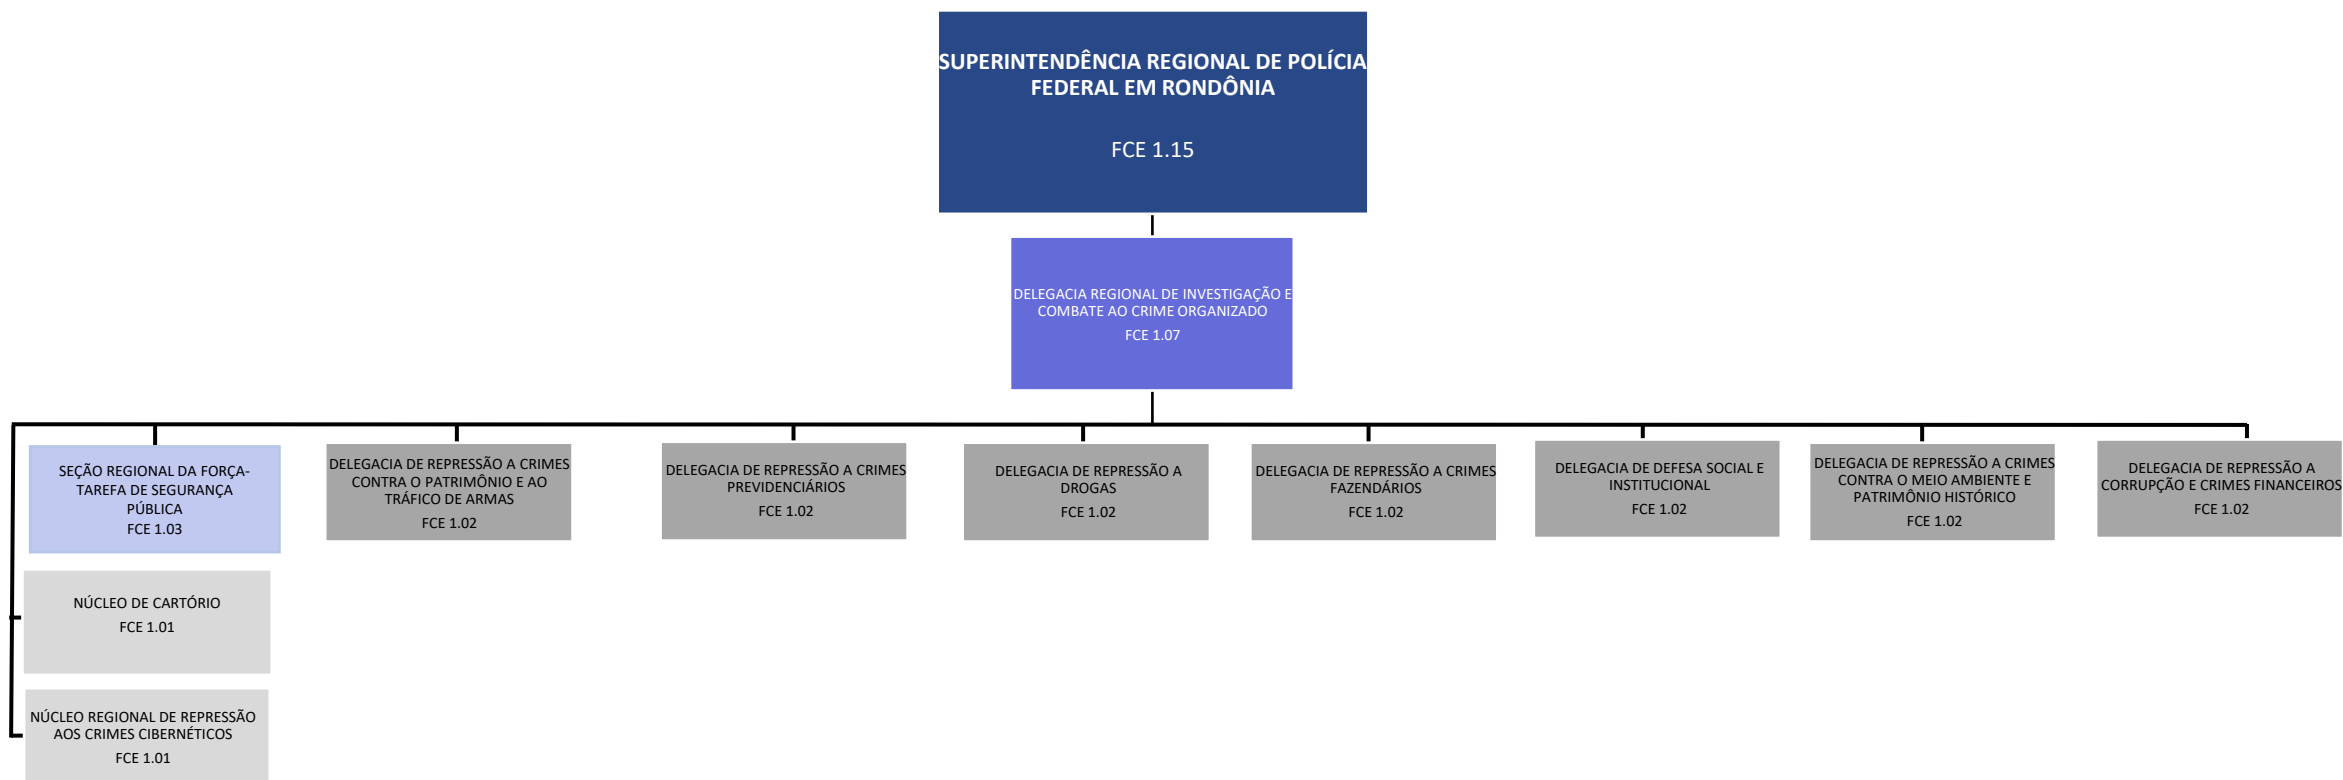 SUPERINTENDÊNCIA REGIONAL DE POLÍCIA
FEDERAL EM RONDÔNIA
FCE 1.15
DELEGACIA REGIONAL DE INVESTIGAÇÃO E
COMBATE AO CRIME ORGANIZADO
FCE 1.07
SEÇÃO REGIONAL DA FORÇA-
TAREFA DE SEGURANÇA
PÚBLICA
FCE 1.03
DELEGACIA DE REPRESSÃO A CRIMES
CONTRA O PATRIMÔNIO E AO
TRÁFICO DE ARMAS
FCE 1.02
DELEGACIA DE REPRESSÃO A CRIMES
PREVIDENCIÁRIOS
FCE 1.02
DELEGACIA DE REPRESSÃO A
DROGAS
FCE 1.02
DELEGACIA DE REPRESSÃO A CRIMES
FAZENDÁRIOS
FCE 1.02
DELEGACIA DE DEFESA SOCIAL E
INSTITUCIONAL
FCE 1.02
DELEGACIA DE REPRESSÃO A CRIMES
CONTRA O MEIO AMBIENTE E
PATRIMÔNIO HISTÓRICO
FCE 1.02
DELEGACIA DE REPRESSÃO A
CORRUPÇÃO E CRIMES FINANCEIROS
FCE 1.02
NÚCLEO DE CARTÓRIO
FCE 1.01
NÚCLEO REGIONAL DE REPRESSÃO
AOS CRIMES CIBERNÉTICOS
FCE 1.01